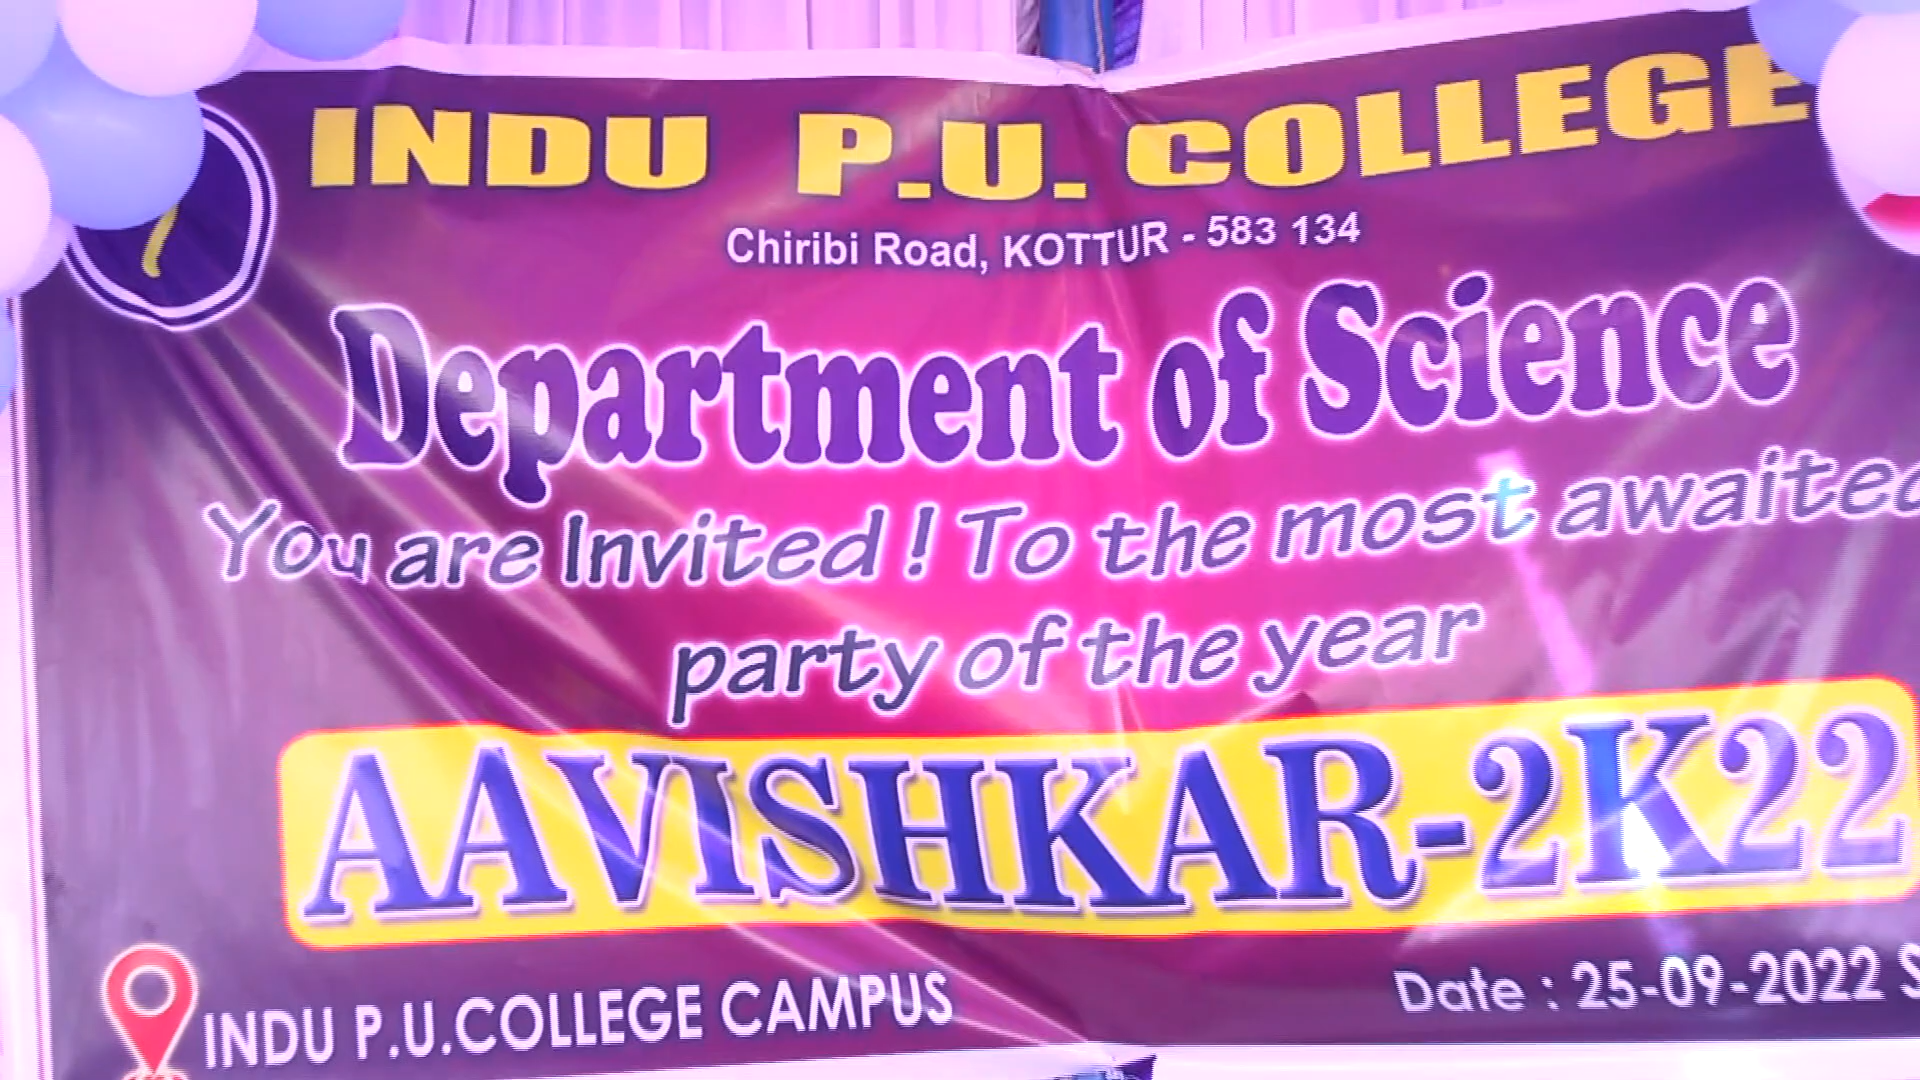 INDU P.U. COLLEGE
Chiribi Road, KOTTUR - 583 134
Department of Science
You are Invited ! To the most awaited
party of the year
AAVISHKAR-2K22
INDU P.U.COLLEGE CAMPUS
Date : 25-09-2022 S